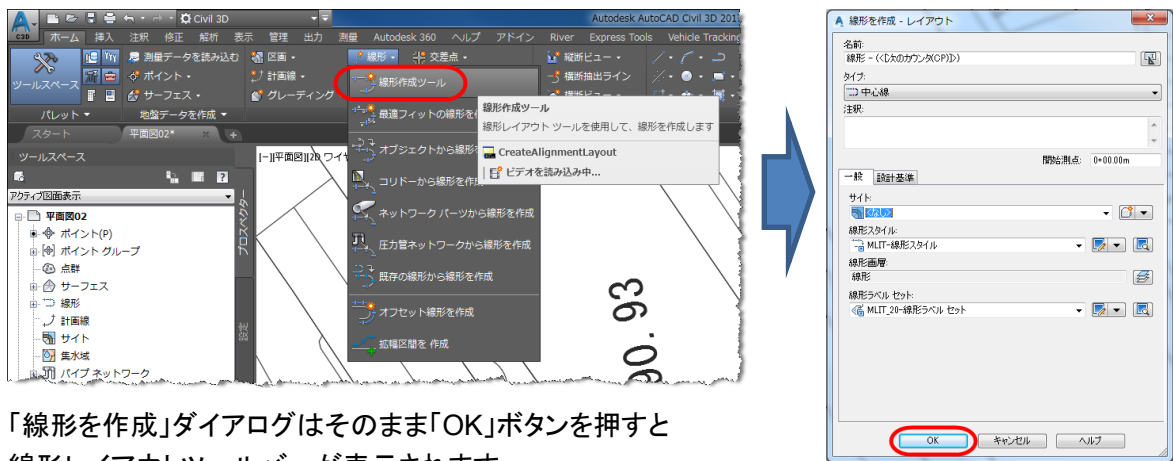 Civil 3D
Autodesk AutoCAD Civil 3D 201
C3D
ホーム 挿入 注釈 修正 解析 表示 管理 出力 測量 Autodesk 360 ヘルプ アドイン River Express Tools Vehicle Tracking
ツールスペース
測量データを読み込む
ポイント
サーフェス
区画
計画線
グレーディング
線形
交差点
縦断ビュー
横断抽出ライン
横断ビュー
パレット
地盤データを作成
線形作成ツール
最適フィットの線形を
オブジェクトから線形
コリドーから線形を作成
ネットワーク パーツから線形を作成
圧力管ネットワークから線形を作成
既存の線形から線形を作成
オフセット線形を作成
拡幅区間を 作成
線形作成ツール
線形レイアウト ツールを使用して、線形を作成します
CreateAlignmentLayout
ビデオを読み込み中...
スタート
平面図02*
ツールスペース
アクティブ図面表示
平面図02
ポイント(P)
ポイント グループ
点群
サーフェス
線形
計画線
サイト
集水域
パイプ ネットワーク
プロスペクター
設定
[-][平面図][2D ワイヤ
90.93
線形を作成 - レイアウト
名前:
線形 - (<[次のカウンタ(CP)]>)
タイプ:
中心線
注釈:
開始測点: 0+00.00m
一般 設計基準
サイト:
<なし>
線形スタイル:
MLIT-線形スタイル
線形画層:
線形
線形ラベル セット:
MLIT_20-線形ラベル セット
OK キャンセル ヘルプ
「線形を作成」ダイアログはそのまま「OK」ボタンを押すと